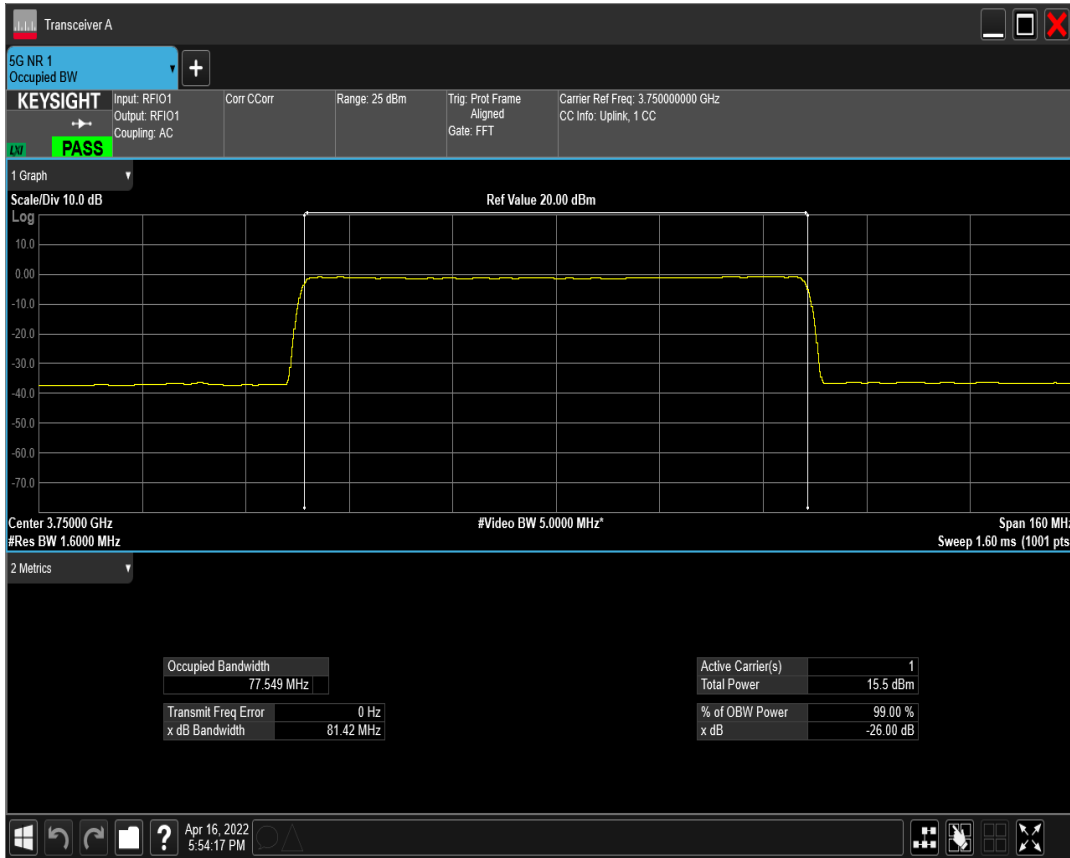 Transceiver A
5G NR 1
Occupied BW
+
KEYSIGHT
LXI
PASS
Input: RFIO1
Output: RFIO1
Coupling: AC
Corr CCorr
Range: 25 dBm
Trig: Prot Frame
Aligned
Gate: FFT
Carrier Ref Freq: 3.750000000 GHz
CC Info: Uplink, 1 CC
1 Graph
Scale/Div 10.0 dB
Ref Value 20.00 dBm
Log
10.0
0.00
-10.0
-20.0
-30.0
-40.0
-50.0
-60.0
-70.0
Center 3.75000 GHz
#Video BW 5.0000 MHz*
Span 160 MHz
#Res BW 1.6000 MHz
Sweep 1.60 ms (1001 pts
2 Metrics
Occupied Bandwidth
77.549 MHz
Transmit Freq Error 0 Hz
x dB Bandwidth 81.42 MHz
Active Carrier(s) 1
Total Power 15.5 dBm
% of OBW Power 99.00 %
x dB -26.00 dB
?
Apr 16, 2022
5:54:17 PM